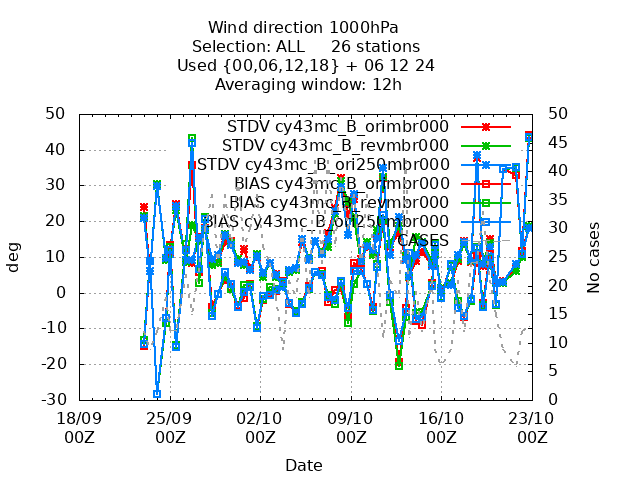 Wind direction 1000hPa
Selection: ALL 26 stations
Used {00,06,12,18} + 06 12 24
Averaging window: 12h
STDV cy43mc_B_orimbr000
STDV cy43mc_B_revmbr000
STDV cy43mc_B_ori250mbr000
BIAS cy43mc_B_orimbr000
BIAS cy43mc_B_revmbr000
BIAS cy43mc_B_ori250mbr000
CASES
50
40
30
20
10
0
-10
-20
-30
deg
50
45
40
35
30
25
20
15
10
5
0
No cases
18/09 25/09 02/10 09/10 16/10 23/10
00Z 00Z 00Z 00Z 00Z 00Z
Date